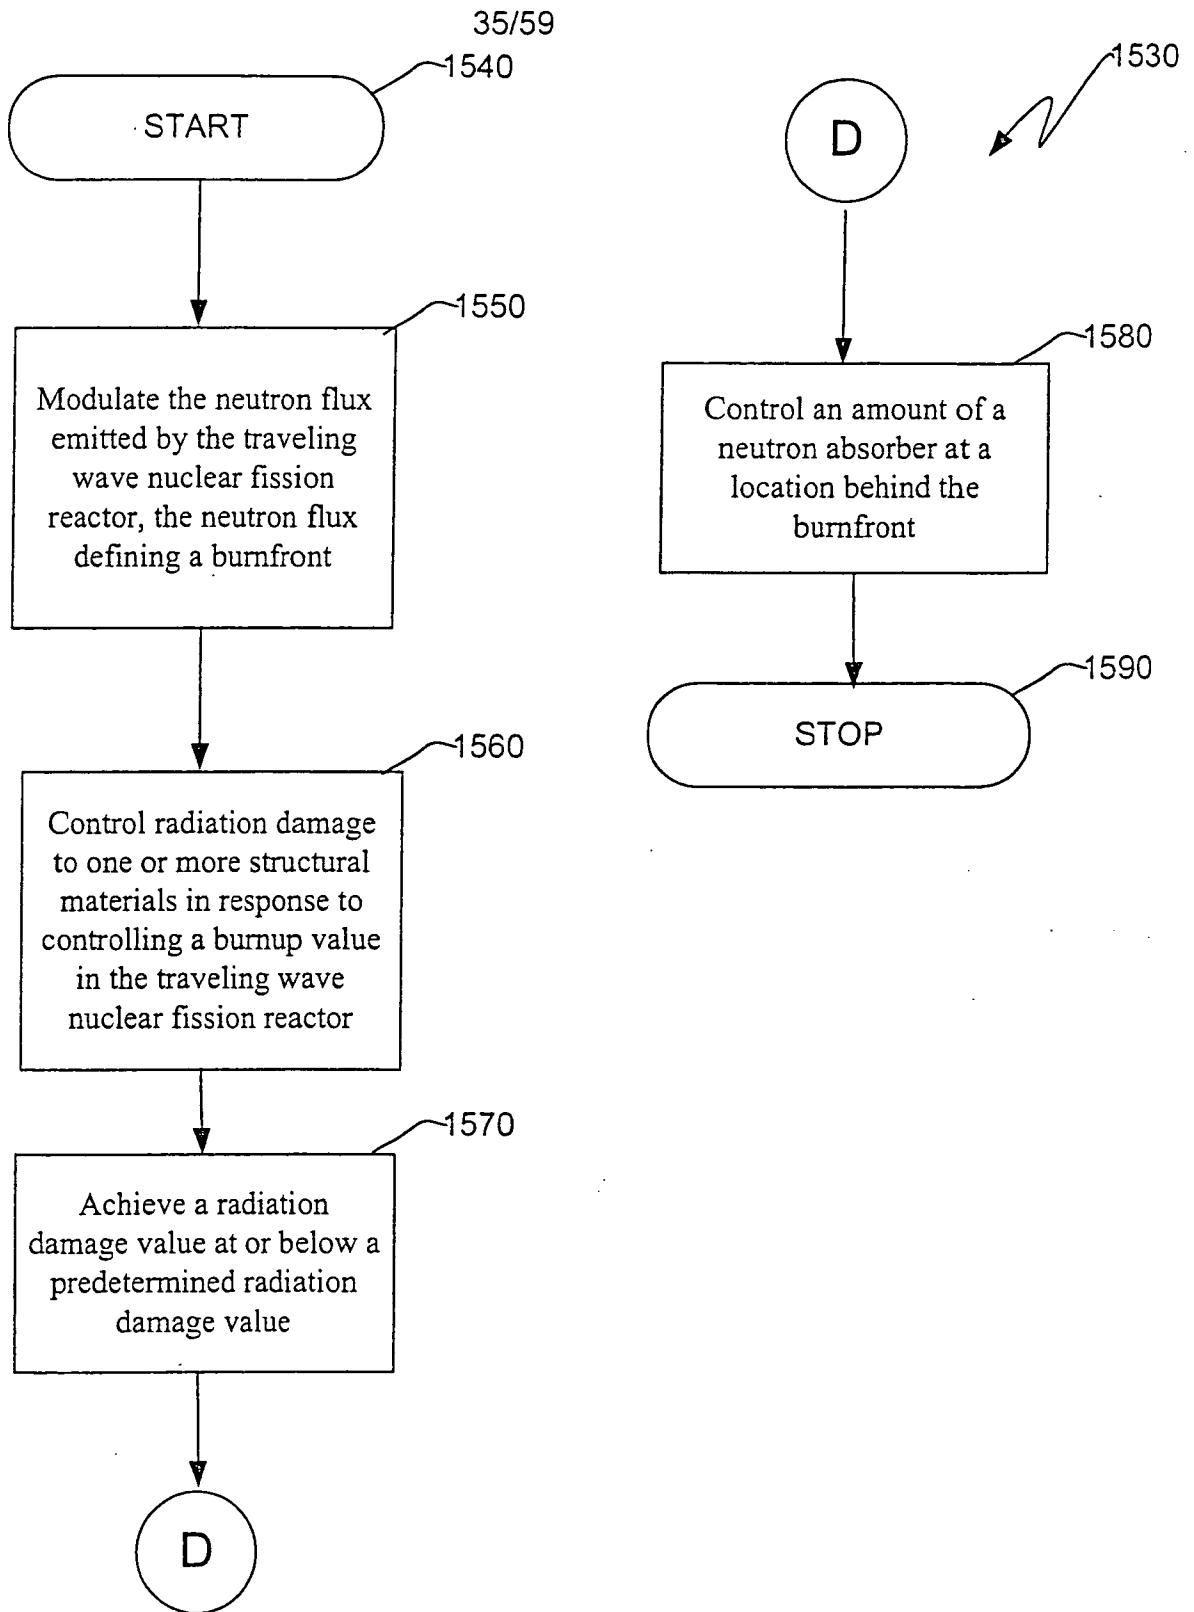 35/59
1540
START
1550
Modulate the neutron flux
emitted by the traveling
wave nuclear fission
reactor, the neutron flux
defining a burnfront
1560
Control radiation damage
to one or more structural
materials in response to
controlling a burnup value
in the traveling wave
nuclear fission reactor
1570
Achieve a radiation
damage value at or below a
predetermined radiation
damage value
D
1530
D
1580
Control an amount of a
neutron absorber at a
location behind the
burnfront
1590
STOP